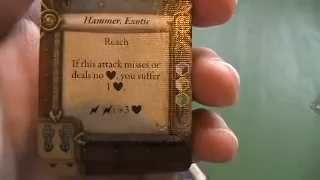 Hammer, Exotic
Reach
If this attack misses or
deals no , you suffer
1
+3